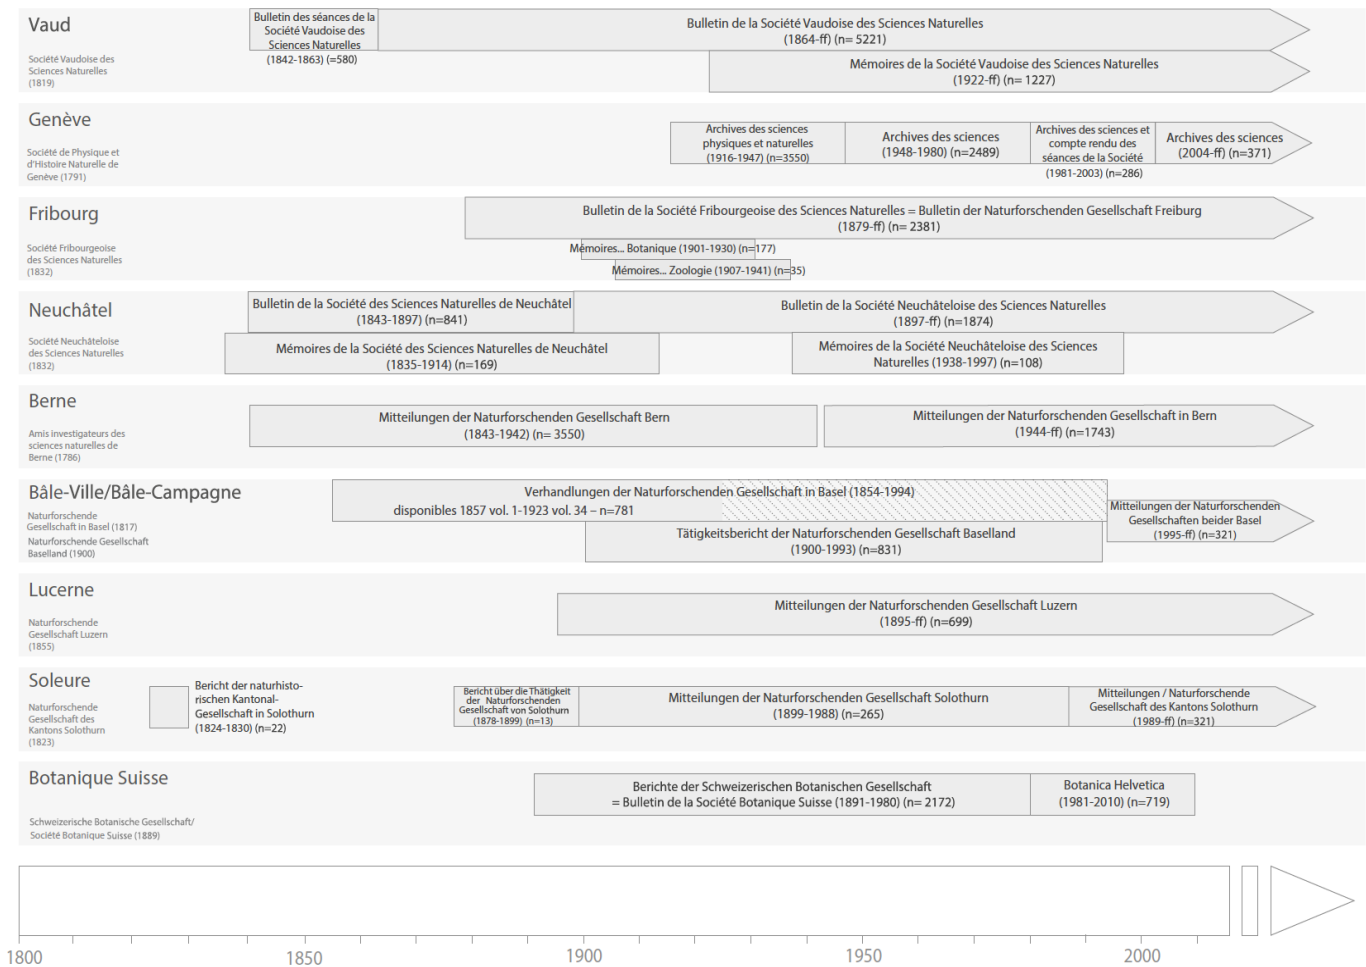 Vaud
Société Vaudoise des
Sciences Naturelles
(1819)
Bulletin des séances de la
Société Vaudoise des
Sciences Naturelles
(1842-1863) (=580)
Bulletin de la Société Vaudoise des Sciences Naturelles
(1864-ff) (n= 5221)
Mémoires de la Société Vaudoise des Sciences Naturelles
(1922-ff) (n= 1227)
Genève
Société de Physique et
d'Histoire Naturelle de
Genève (1791)
Archives des sciences
physiques et naturelles
(1916-1947) (n=3550)
Archives des sciences
(1948-1980) (n=2489)
Archives des sciences et
compte rendu des
séances de la Société
(1981-2003) (n=286)
Archives des sciences
(2004-ff) (n=371)
Fribourg
Société Fribourgeoise
des Sciences Naturelles
(1832)
Bulletin de la Société Fribourgeoise des Sciences Naturelles = Bulletin der Naturforschenden Gesellschaft Freiburg
(1879-ff) (n= 2381)
Mémoires... Botanique (1901-1930) (n=177)
Mémoires... Zoologie (1907-1941) (n=35)
Neuchâtel
Société Neuchâteloise
des Sciences Naturelles
(1832)
Bulletin de la Société des Sciences Naturelles de Neuchâtel
(1843-1897) (n=841)
Bulletin de la Société Neuchâteloise des Sciences Naturelles
(1897-ff) (n=1874)
Mémoires de la Société des Sciences Naturelles de Neuchâtel
(1835-1914) (n=169)
Mémoires de la Société Neuchâteloise des Sciences
Naturelles (1938-1997) (n=108)
Berne
Amis investigateurs des
sciences naturelles de
Berne (1786)
Mitteilungen der Naturforschenden Gesellschaft Bern
(1843-1942) (n= 3550)
Mitteilungen der Naturforschenden Gesellschaft in Bern
(1944-ff) (n=1743)
Bâle-Ville/Bâle-Campagne
Naturforschende
Gesellschaft in Basel (1817)
Naturforschende Gesellschaft
Baselland (1900)
Verhandlungen der Naturforschenden Gesellschaft in Basel (1854-1994)
disponibles 1857 vol. 1-1923 vol. 34 – n=781
Tätigkeitsbericht der Naturforschenden Gesellschaft Baselland
(1900-1993) (n=831)
Mitteilungen der Naturforschenden
Gesellschaften beider Basel
(1995-ff) (n=321)
Lucerne
Naturforschende
Gesellschaft Luzern
(1855)
Mitteilungen der Naturforschenden Gesellschaft Luzern
(1895-ff) (n=699)
Soleure
Naturforschende
Gesellschaft des
Kantons Solothurn
(1823)
Bericht der naturhisto-
rischen Kantonal-
Gesellschaft in Solothurn
(1824-1830) (n=22)
Bericht über die Thätigkeit
der Naturforschenden
Gesellschaft von Solothurn
(1878-1899) (n=13)
Mitteilungen der Naturforschenden Gesellschaft Solothurn
(1899-1988) (n=265)
Mitteilungen / Naturforschende
Gesellschaft des Kantons Solothurn
(1989-ff) (n=321)
Botanique Suisse
Schweizerische Botanische Gesellschaft/
Société Botanique Suisse (1889)
Berichte der Schweizerischen Botanischen Gesellschaft
= Bulletin de la Société Botanique Suisse (1891-1980) (n= 2172)
Botanica Helvetica
(1981-2010) (n=719)
1800
1850
1900
1950
2000